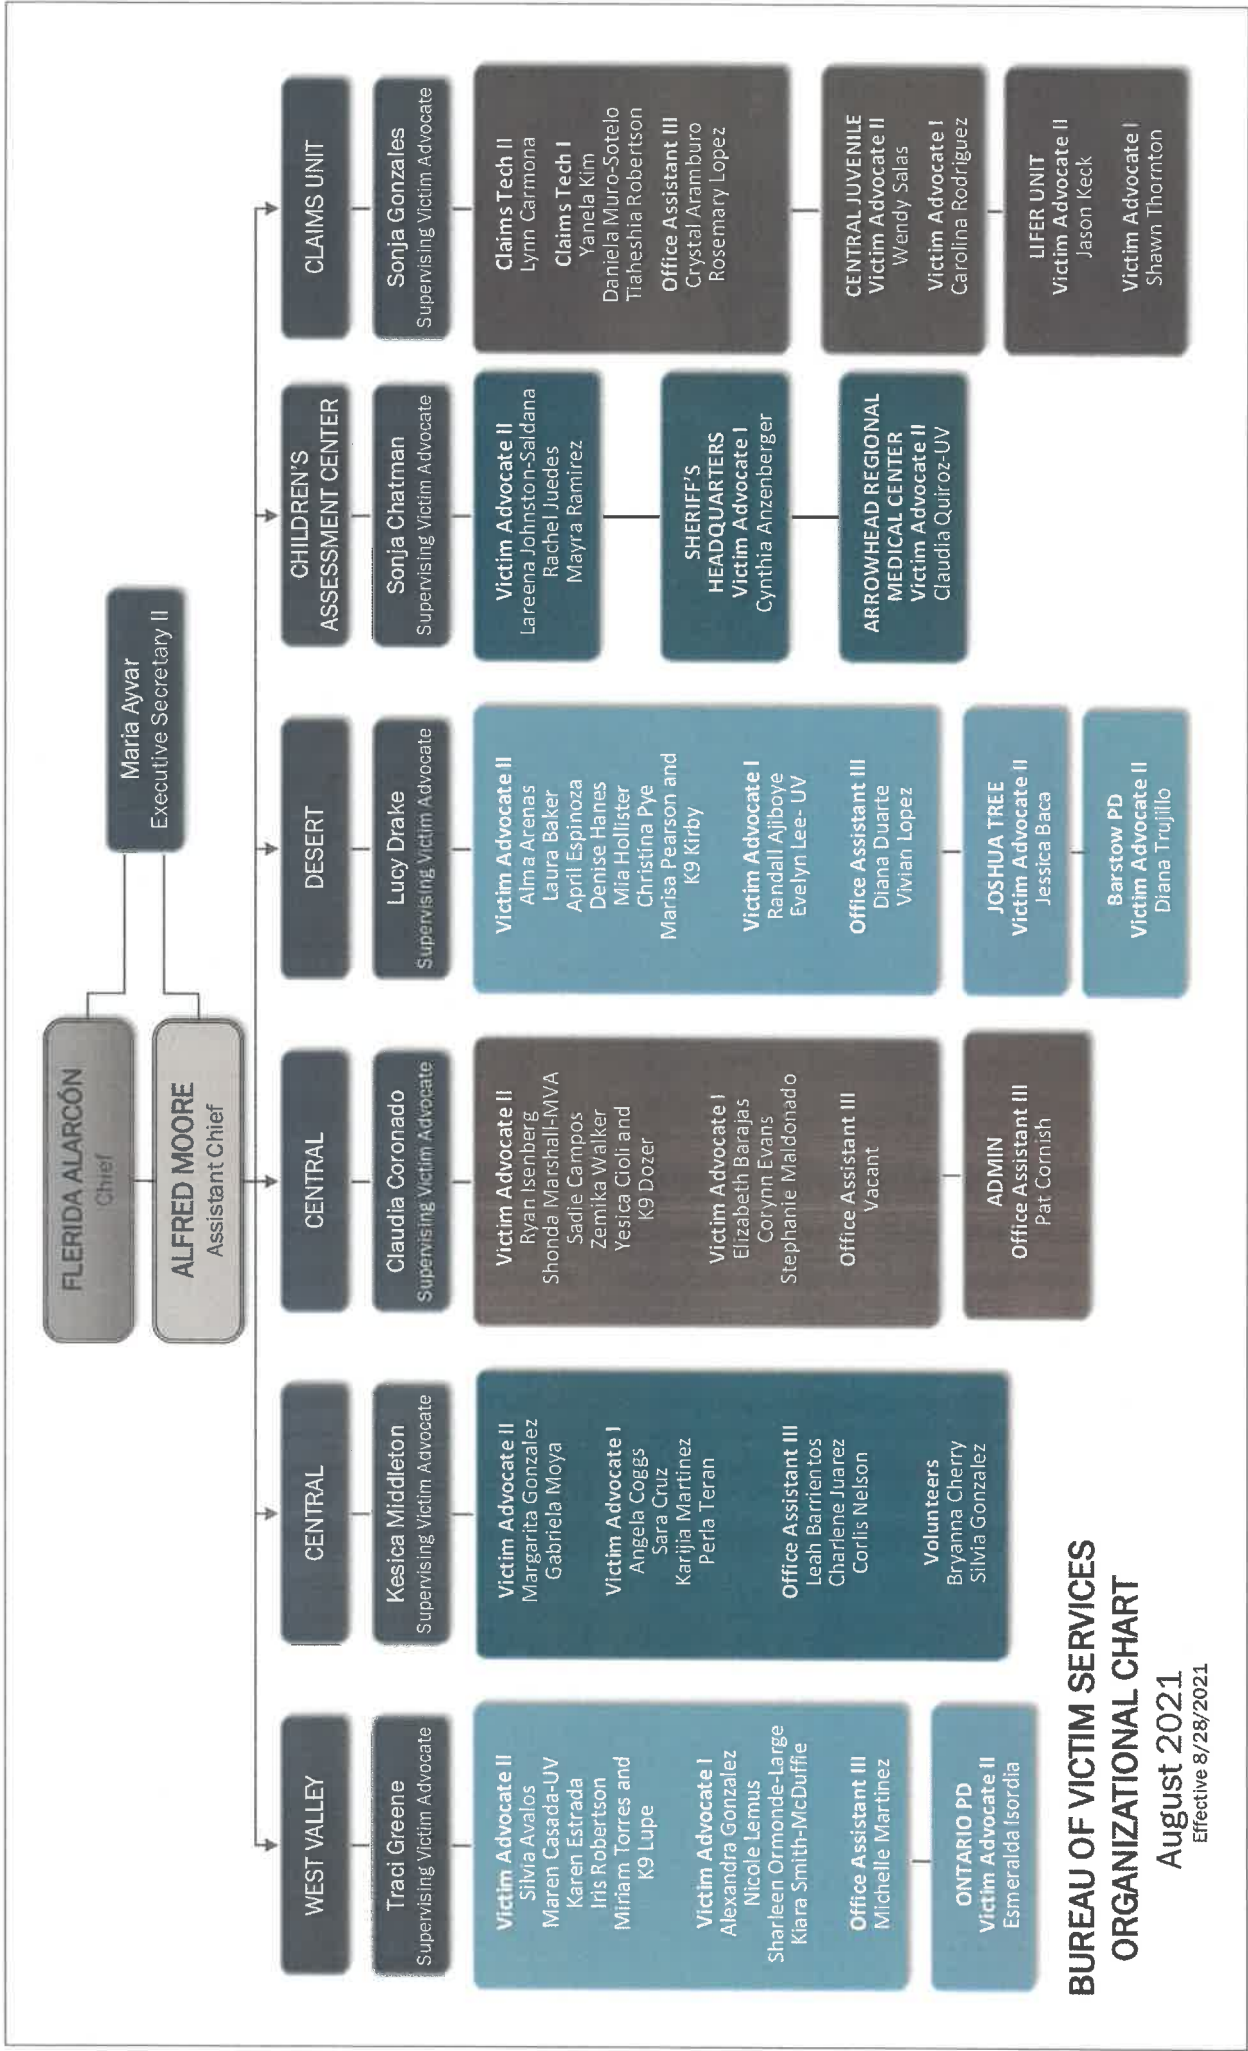 FLERIDA ALARCÓN
Chief
ALFRED MOORE
Assistant Chief
Maria Ayvar
Executive Secretary II
WEST VALLEY
Traci Greene
Supervising Victim Advocate
Victim Advocate II
Silvia Avalos
Maren Casada-UV
Karen Estrada
Iris Robertson
Miriam Torres and
K9 Lupe
Victim Advocate I
Alexandra Gonzalez
Nicole Lemus
Sharleen Ormonde-Large
Kiara Smith-McDuffie
Office Assistant III
Michelle Martinez
ONTARIO PD
Victim Advocate II
Esmeralda Isordia
CENTRAL
Kesica Middleton
Supervising Victim Advocate
Victim Advocate II
Margarita Gonzalez
Gabriela Moya
Victim Advocate I
Angela Coggs
Sara Cruz
Karijia Martinez
Perla Teran
Office Assistant III
Leah Barrientos
Charlene Juarez
Corlis Nelson
Volunteers
Bryanna Cherry
Silvia Gonzalez
CENTRAL
Claudia Coronado
Supervising Victim Advocate
Victim Advocate II
Ryan Isenberg
Shonda Marshall-MVA
Sadie Campos
Zemika Walker
Yesica Cioli and
K9 Dozer
Victim Advocate I
Elizabeth Barajas
Corynn Evans
Stephanie Maldonado
Office Assistant III
Vacant
ADMIN
Office Assistant III
Pat Cornish
DESERT
Lucy Drake
Supervising Victim Advocate
Victim Advocate II
Alma Arenas
Laura Baker
April Espinoza
Denise Hanes
Mia Hollister
Christina Pye
Marisa Pearson and
K9 Kirby
Victim Advocate I
Randall Ajiboye
Evelyn Lee- UV
Office Assistant III
Diana Duarte
Vivian Lopez
JOSHUA TREE
Victim Advocate II
Jessica Baca
Barstow PD
Victim Advocate II
Diana Trujillo
CHILDREN'S
ASSESSMENT CENTER
Sonja Chatman
Supervising Victim Advocate
Victim Advocate II
Lareena Johnston-Saldana
Rachel Juedes
Mayra Ramirez
SHERIFF'S
HEADQUARTERS
Victim Advocate I
Cynthia Anzenberger
ARROWHEAD REGIONAL
MEDICAL CENTER
Victim Advocate II
Claudia Quiroz-UV
CLAIMS UNIT
Sonja Gonzales
Supervising Victim Advocate
Claims Tech II
Lynn Carmona
Claims Tech I
Yanela Kim
Daniela Muro-Sotelo
Tiaheshia Robertson
Office Assistant III
Crystal Aramburo
Rosemary Lopez
CENTRAL JUVENILE
Victim Advocate II
Wendy Salas
Victim Advocate I
Carolina Rodriguez
LIFER UNIT
Victim Advocate II
Jason Keck
Victim Advocate I
Shawn Thornton
BUREAU OF VICTIM SERVICES
ORGANIZATIONAL CHART
August 2021
Effective 8/28/2021